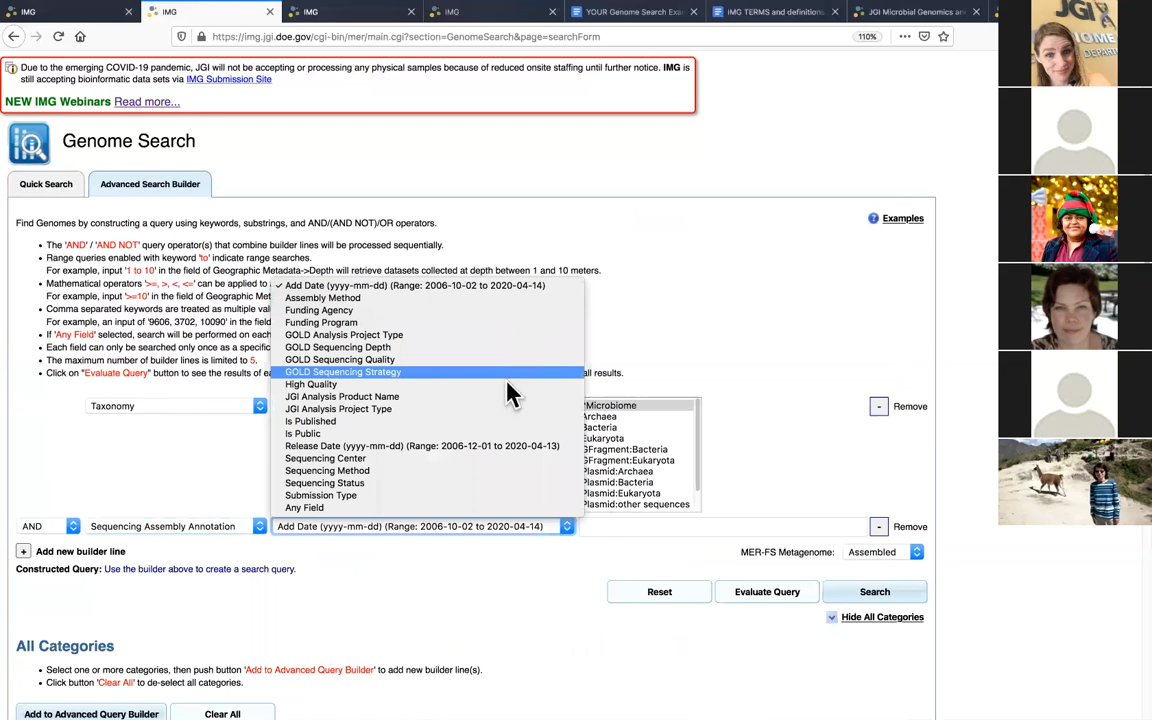 IMG
IMG
IMG
IMG
YOUR Genome Search Exa
IMG TERMS and definitions
JGI Microbial Genomics an
https://img.jgi.doe.gov/cgi-bin/mer/main.cgi?section=GenomeSearch&page=searchForm
110%
Due to the emerging COVID-19 pandemic, JGI will not be accepting or processing any physical samples because of reduced onsite staffing until further notice. IMG is
still accepting bioinformatic data sets via IMG Submission Site
NEW IMG Webinars Read more...
Genome Search
Quick Search
Advanced Search Builder
Find Genomes by constructing a query using keywords, substrings, and AND/(AND NOT)/OR operators.
Examples
• The 'AND' / 'AND NOT' query operator(s) that combine builder lines will be processed sequentially.
• Range queries enabled with keyword 'to' indicate range searches.
For example, input '1 to 10' in the field of Geographic Metadata->Depth will retrieve datasets collected at depth between 1 and 10 meters.
• Mathematical operators '>=, >, <, <=' can be applied to
For example, input '>=10' in the field of Geographic Met
• Comma separated keywords are treated as multiple val
For example, an input of '9606, 3702, 10090' in the field
• If 'Any Field' selected, search will be performed on each
• Each field can only be searched only once as a specific
• The maximum number of builder lines is limited to 5.
• Click on "Evaluate Query" button to see the results of ea
all results.
✓ Add Date (yyyy-mm-dd) (Range: 2006-10-02 to 2020-04-14)
Assembly Method
Funding Agency
Funding Program
GOLD Analysis Project Type
GOLD Sequencing Depth
GOLD Sequencing Quality
GOLD Sequencing Strategy
High Quality
JGI Analysis Product Name
JGI Analysis Project Type
Is Published
Is Public
Release Date (yyyy-mm-dd) (Range: 2006-12-01 to 2020-04-13)
Sequencing Center
Sequencing Method
Sequencing Status
Submission Type
Any Field
Taxonomy
*Microbiome
Archaea
Bacteria
Eukaryota
GFragment:Bacteria
GFragment:Eukaryota
Plasmid:Archaea
Plasmid:Bacteria
Plasmid:Eukaryota
Plasmid:other sequences
- Remove
AND
Sequencing Assembly Annotation
Add Date (yyyy-mm-dd) (Range: 2006-10-02 to 2020-04-14)
- Remove
+ Add new builder line
MER-FS Metagenome: Assembled
Constructed Query: Use the builder above to create a search query.
Reset
Evaluate Query
Search
Hide All Categories
All Categories
• Select one or more categories, then push button 'Add to Advanced Query Builder' to add new builder line(s).
• Click button 'Clear All' to de-select all categories.
Add to Advanced Query Builder
Clear All
JGI